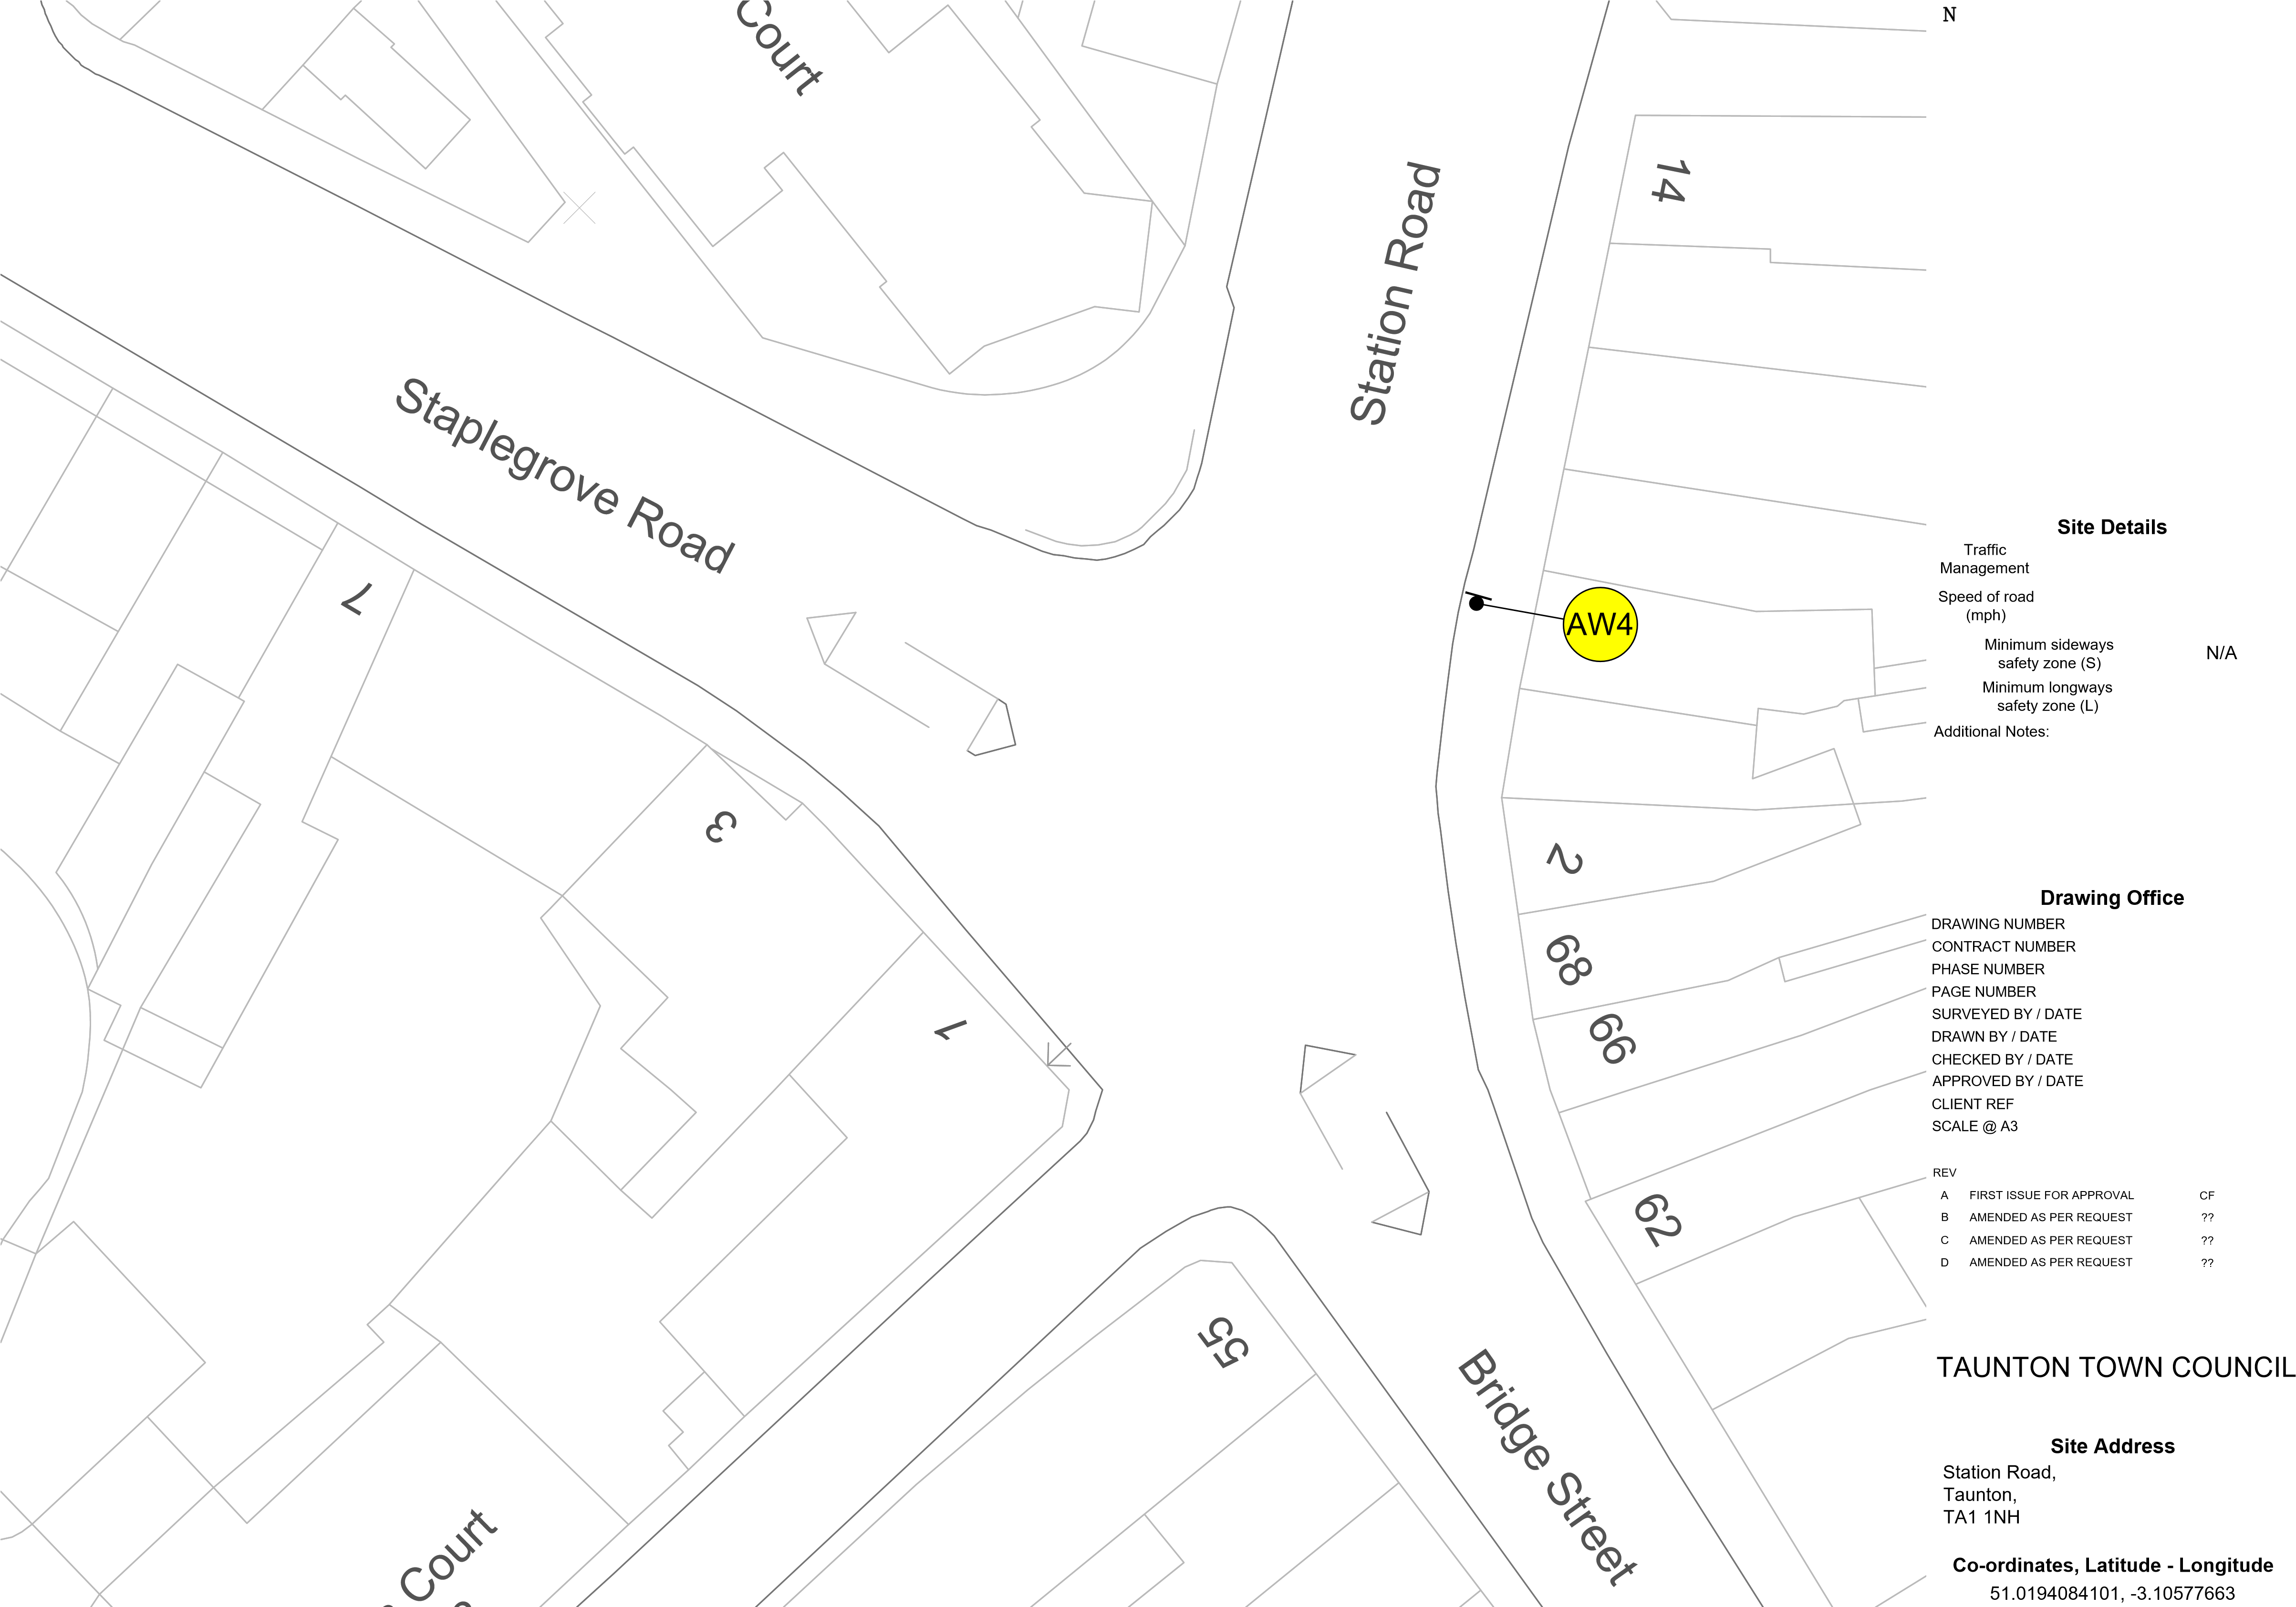 Court
N
Station Road
14
Staplegrove Road
7
AW4
3
2
68
1
66
62
55
Bridge Street
Court
Site Details
Traffic
Management
Speed of road
(mph)
Minimum sideways
safety zone (S)
N/A
Minimum longways
safety zone (L)
Additional Notes:
Drawing Office
DRAWING NUMBER
CONTRACT NUMBER
PHASE NUMBER
PAGE NUMBER
SURVEYED BY / DATE
DRAWN BY / DATE
CHECKED BY / DATE
APPROVED BY / DATE
CLIENT REF
SCALE @ A3
REV
A FIRST ISSUE FOR APPROVAL CF
B AMENDED AS PER REQUEST ??
C AMENDED AS PER REQUEST ??
D AMENDED AS PER REQUEST ??
TAUNTON TOWN COUNCIL
Site Address
Station Road,
Taunton,
TA1 1NH
Co-ordinates, Latitude - Longitude
51.0194084101, -3.10577663